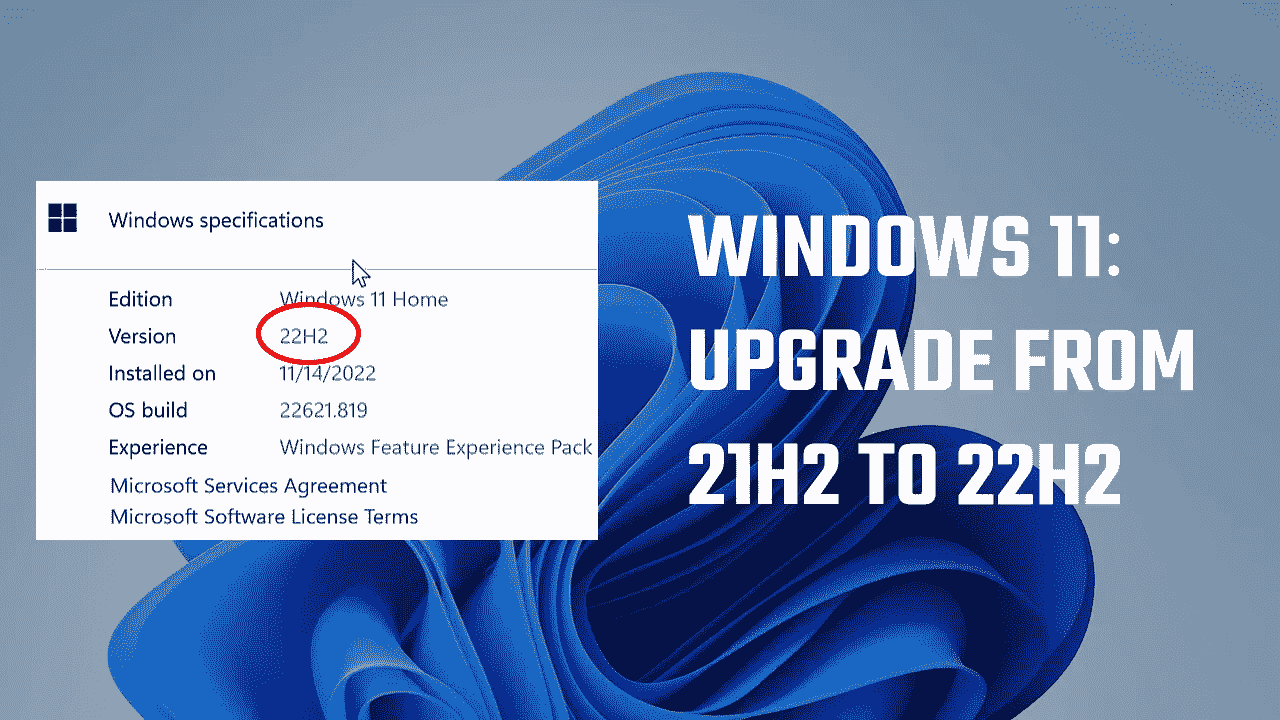 Windows specifications
Edition Windows 11 Home
Version 22H2
Installed on 11/14/2022
OS build 22621.819
Experience Windows Feature Experience Pack
Microsoft Services Agreement
Microsoft Software License Terms
WINDOWS 11:
UPGRADE FROM
21H2 TO 22H2